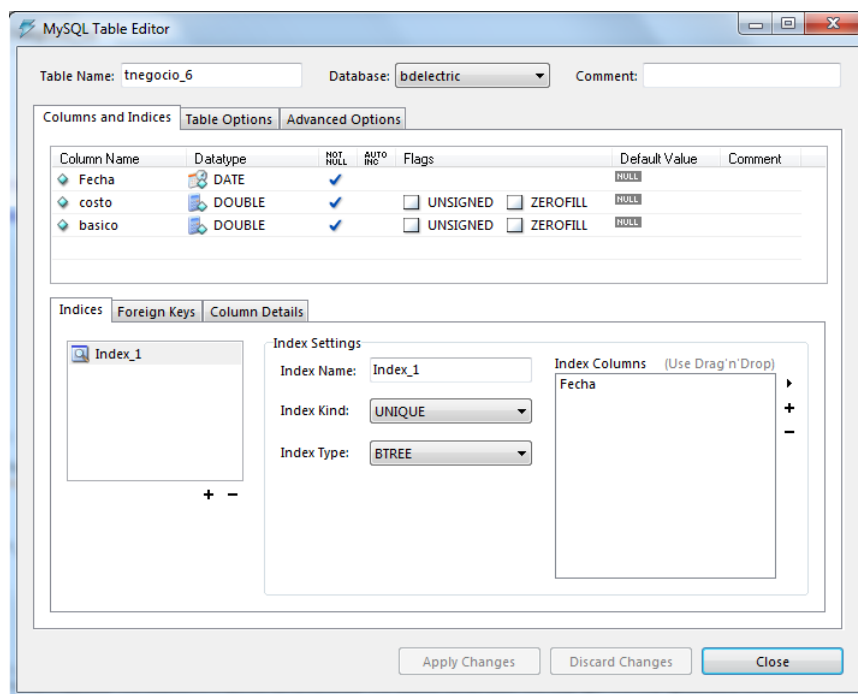 MySQL Table Editor
Table Name: tnegocio_6 Database: bdelectric Comment:
Columns and Indices Table Options Advanced Options
Column Name Datatype NOT NULL AUTO INC Flags Default Value Comment
Fecha DATE NULL
costo DOUBLE UNSIGNED ZEROFILL NULL
basico DOUBLE UNSIGNED ZEROFILL NULL
Indices Foreign Keys Column Details
Index_1
Index Settings
Index Name: Index_1
Index Kind: UNIQUE
Index Type: BTREE
Index Columns (Use Drag'n'Drop)
Fecha
Apply Changes Discard Changes Close